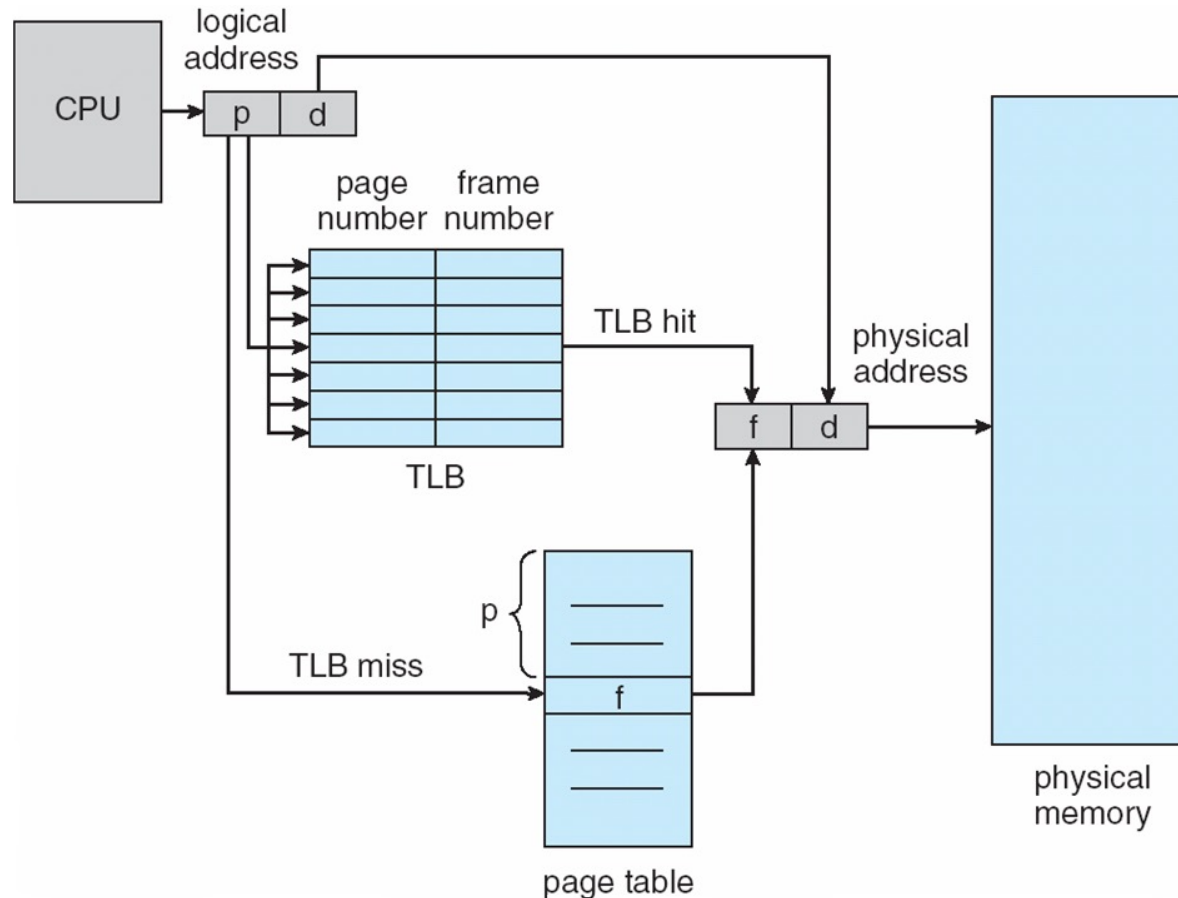 logical
address
CPU
p d
page
number
frame
number
TLB hit
physical
address
f d
TLB
p
TLB miss
f
physical
memory
page table